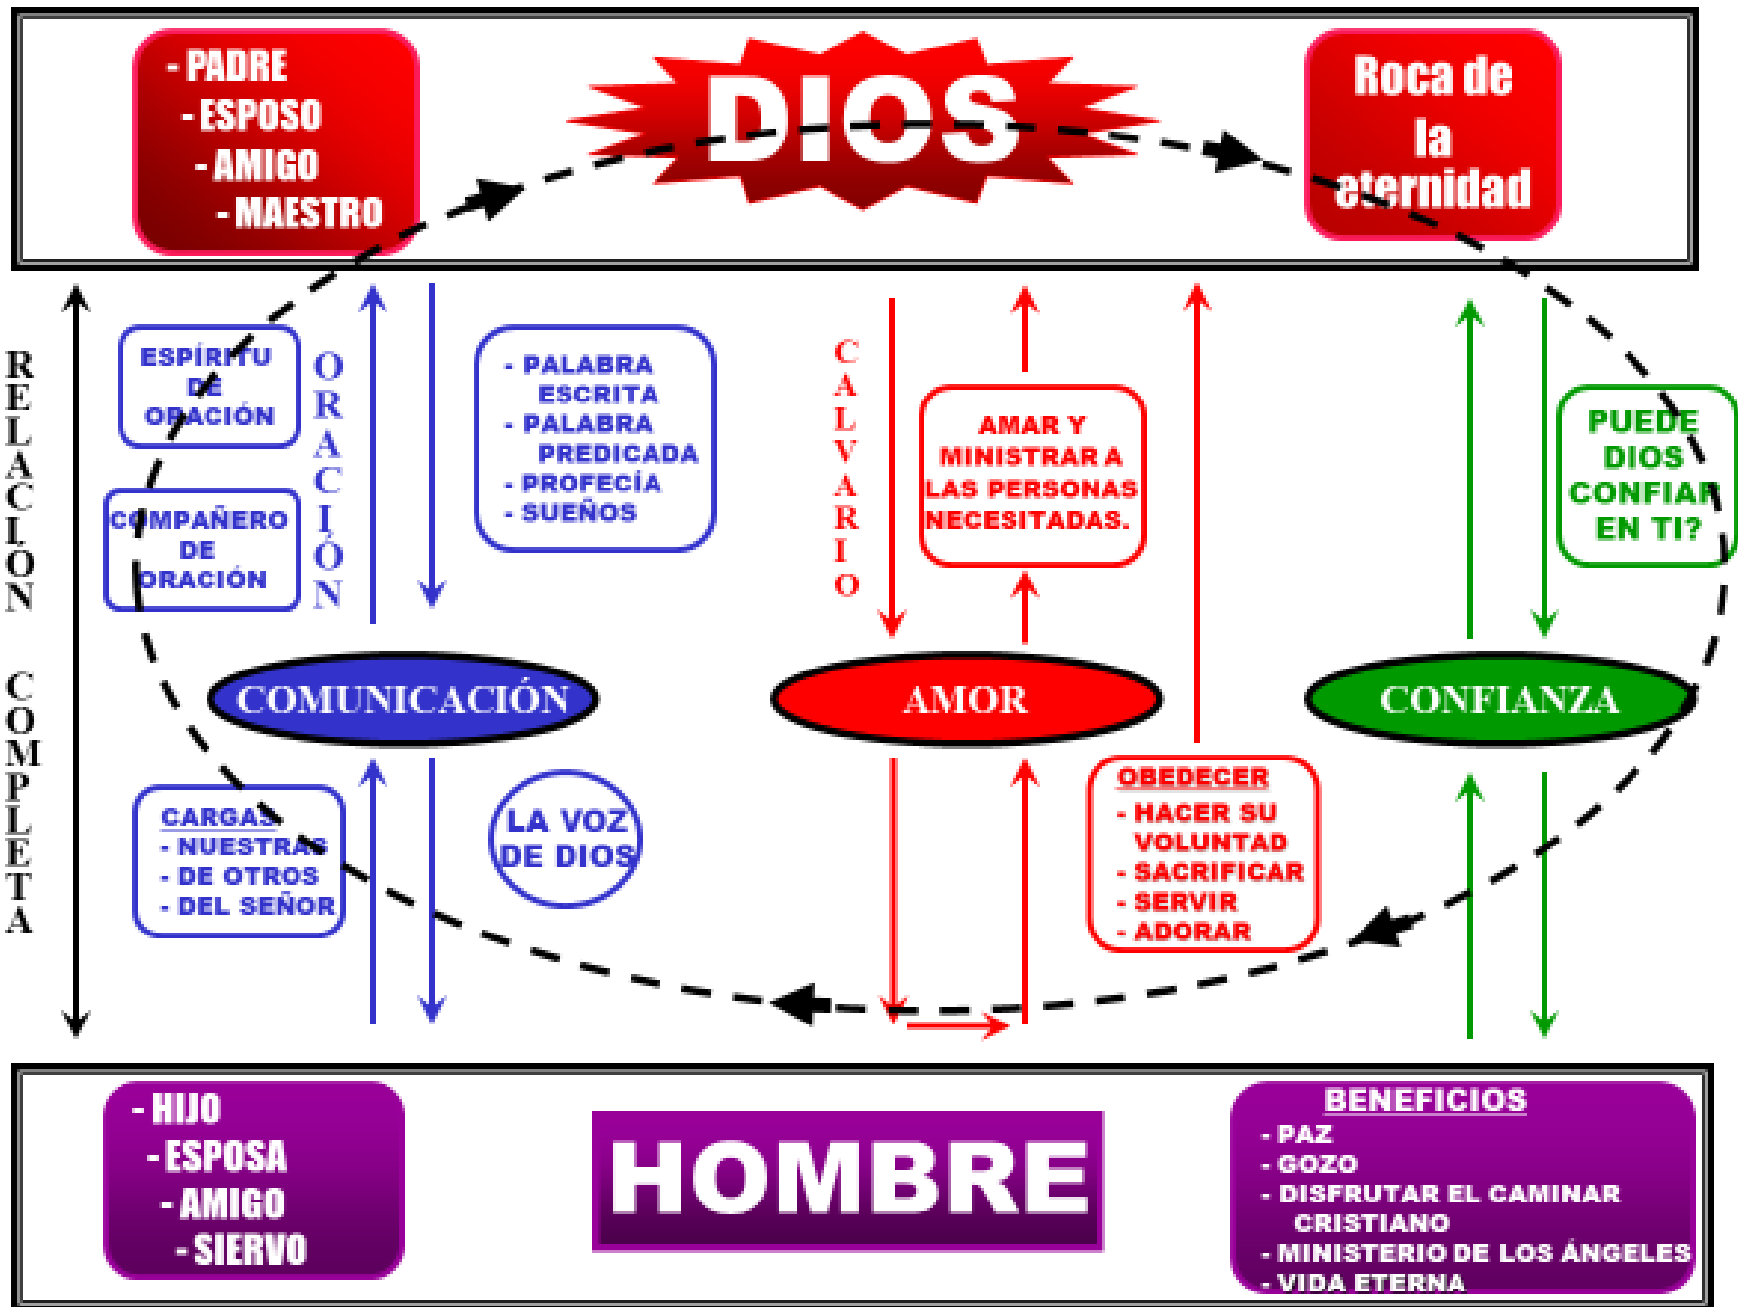 - PADRE
- ESPOSO
- AMIGO
- MAESTRO
DIOS
Roca de
la
eternidad
RELACIÓN COMPLETA
ESPÍRITU
DE
ORACIÓN
COMPAÑERO
DE
ORACIÓN
ORACIÓN
- PALABRA
ESCRITA
- PALABRA
PREDICADA
- PROFECÍA
- SUEÑOS
CALVARIO
AMAR Y
MINISTRAR A
LAS PERSONAS
NECESITADAS.
PUEDE
DIOS
CONFIAR
EN TI?
COMUNICACIÓN
AMOR
CONFIANZA
CARGAS
- NUESTRAS
- DE OTROS
- DEL SEÑOR
LA VOZ
DE DIOS
OBEDECER
- HACER SU
VOLUNTAD
- SACRIFICAR
- SERVIR
- ADORAR
- HIJO
- ESPOSA
- AMIGO
- SIERVO
HOMBRE
BENEFICIOS
- PAZ
- GOZO
- DISFRUTAR EL CAMINAR
CRISTIANO
- MINISTERIO DE LOS ÁNGELES
- VIDA ETERNA